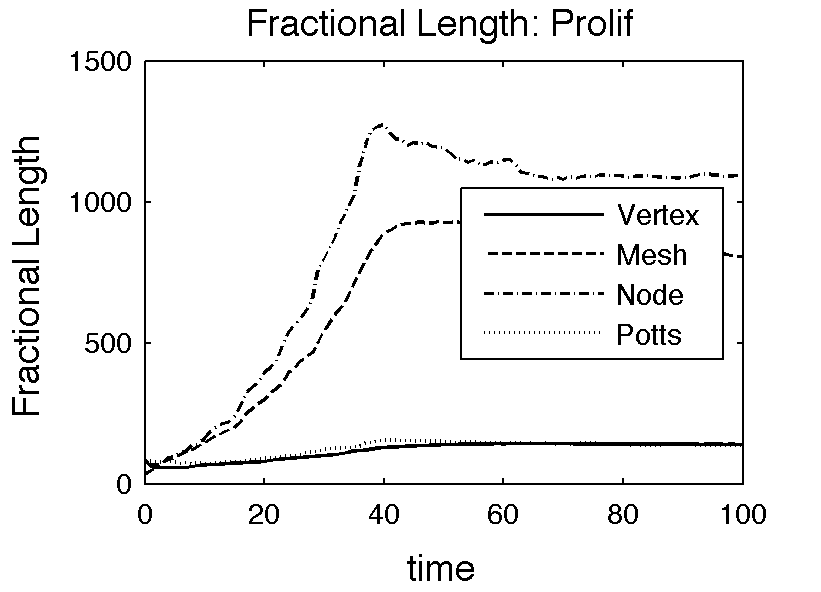 Fractional Length: Prolif
1500
1000
500
0
Fractional Length
Vertex
Mesh
Node
Potts
0 20 40 60 80 100
time